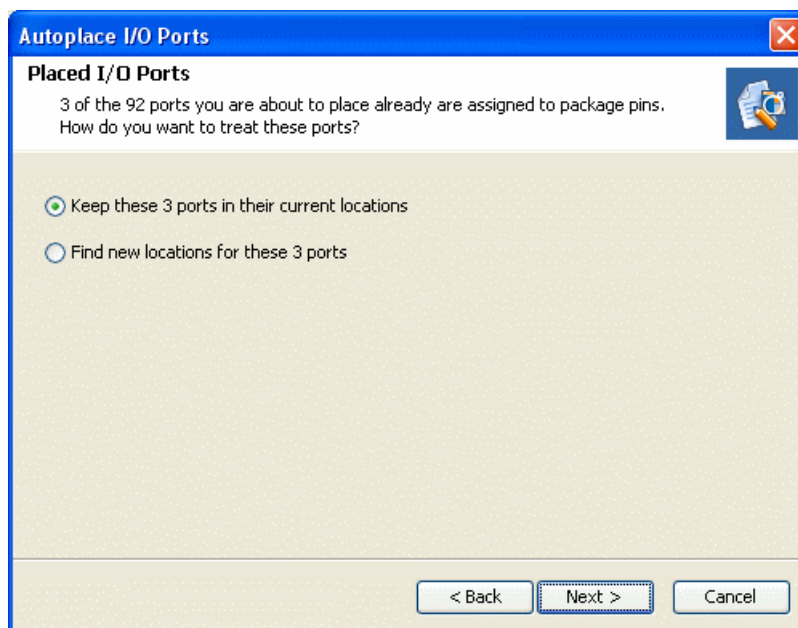 Autoplace I/O Ports
Placed I/O Ports
3 of the 92 ports you are about to place already are assigned to package pins.
How do you want to treat these ports?
Keep these 3 ports in their current locations
Find new locations for these 3 ports
< Back Next > Cancel